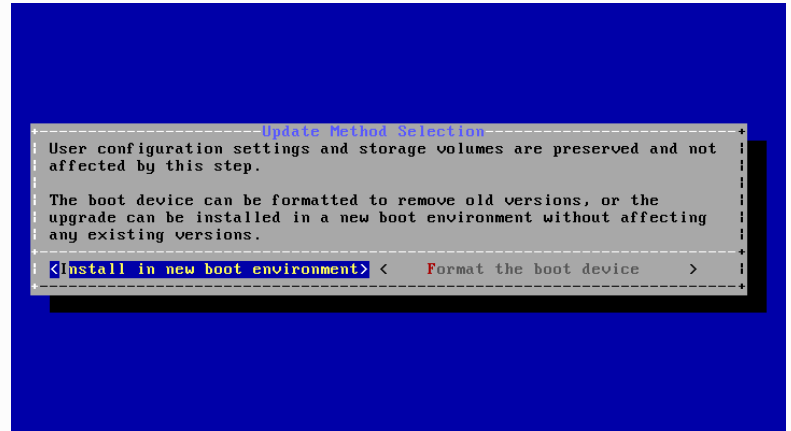 Update Method Selection
User configuration settings and storage volumes are preserved and not
affected by this step.
The boot device can be formatted to remove old versions, or the
upgrade can be installed in a new boot environment without affecting
any existing versions.
<Install in new boot environment> < Format the boot device >